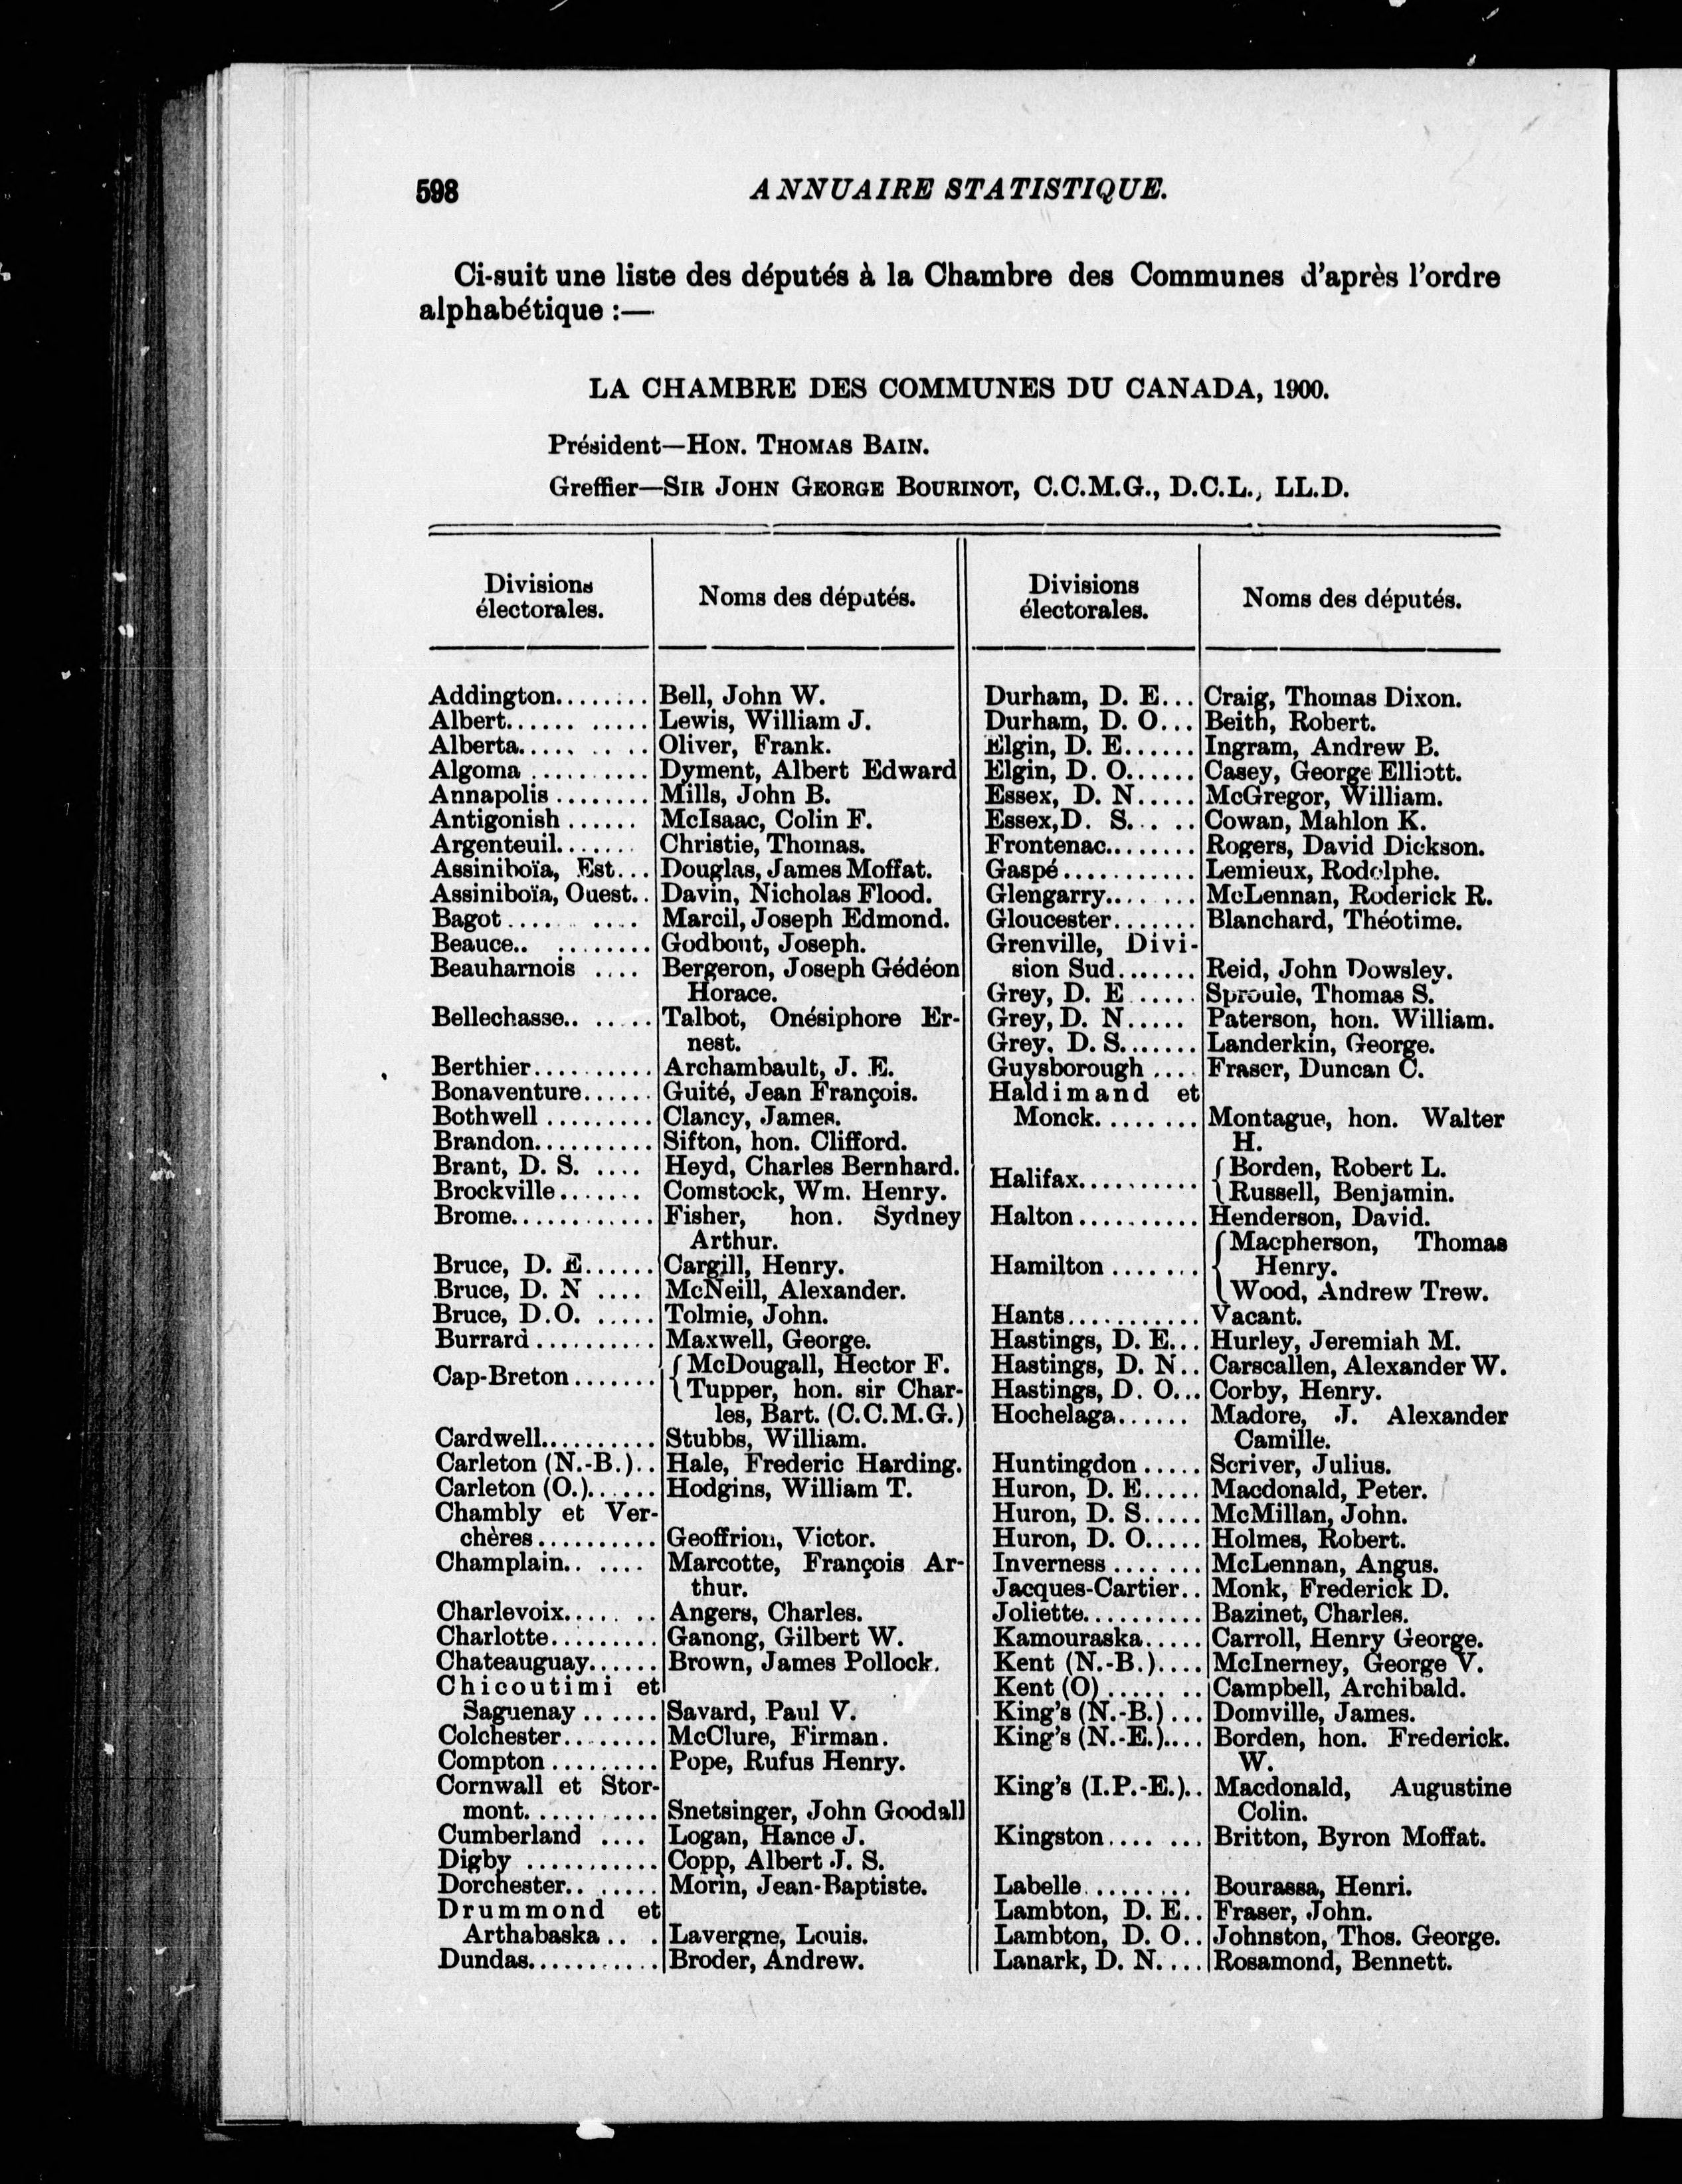 598 ANNUAIRE STATISTIQUE.
Ci-suit une liste des députés à la Chambre des Communes d'après l'ordre
alphabétique :—
LA CHAMBRE DES COMMUNES DU CANADA, 1900.
Président—HON. THOMAS BAIN.
Greffier—SIR JOHN GEORGE BOURINOT, C.C.M.G., D.C.L., LL.D.
Divisions
électorales.
Noms des députés.
Addington........ Bell, John W.
Albert........... Lewis, William J.
Alberta.......... Oliver, Frank.
Algoma .......... Dyment, Albert Edward
Annapolis ........ Mills, John B.
Antigonish ...... McIsaac, Colin F.
Argenteuil....... Christie, Thomas.
Assiniboïa, Est... Douglas, James Moffat.
Assiniboïa, Ouest.. Davin, Nicholas Flood.
Bagot........ Marcil, Joseph Edmond.
Beauce.. ........ Godbout, Joseph.
Beauharnois .... Bergeron, Joseph Gédéon
Horace.
Bellechasse.. ..... Talbot, Onésiphore Er-
nest.
Berthier.......... Archambault, J. E.
Bonaventure...... Guité, Jean François.
Bothwell ......... Clancy, James.
Brandon.......... Sifton, hon. Clifford.
Brant, D. S. .... Heyd, Charles Bernhard.
Brockville....... Comstock, Wm. Henry.
Brome............ Fisher, hon. Sydney
Arthur.
Bruce, D. E...... Cargill, Henry.
Bruce, D. N .... McNeill, Alexander.
Bruce, D.O. ..... Tolmie, John.
Burrard .......... Maxwell, George.
Cap-Breton....... { McDougall, Hector F.
Tupper, hon. sir Char-
les, Bart. (C.C.M.G.)
Cardwell.......... Stubbs, William.
Carleton (N.-B.).. Hale, Frederic Harding.
Carleton (O.)...... Hodgins, William T.
Chambly et Ver-
chères.......... Geoffrion, Victor.
Champlain.. .... Marcotte, François Ar-
thur.
Charlevoix....... Angers, Charles.
Charlotte......... Ganong, Gilbert W.
Chateauguay...... Brown, James Pollock.
Chicoutimi et
Saguenay ...... Savard, Paul V.
Colchester........ McClure, Firman.
Compton ......... Pope, Rufus Henry.
Cornwall et Stor-
mont........... Snetsinger, John Goodall
Cumberland .... Logan, Hance J.
Digby ........... Copp, Albert J. S.
Dorchester.. ..... Morin, Jean-Baptiste.
Drummond et
Arthabaska.. . Lavergne, Louis.
Dundas........... Broder, Andrew.
Divisions
électorales.
Noms des députés.
Durham, D. E... Craig, Thomas Dixon.
Durham, D. O... Beith, Robert.
Elgin, D. E...... Ingram, Andrew B.
Elgin, D. O...... Casey, George Elliott.
Essex, D. N..... McGregor, William.
Essex, D. S... .. Cowan, Mahlon K.
Frontenac........ Rogers, David Dickson.
Gaspé........... Lemieux, Rodolphe.
Glengarry....... McLennan, Roderick R.
Gloucester....... Blanchard, Théotime.
Grenville, Divi-
sion Sud....... Reid, John Dowsley.
Grey, D. E ..... Sproule, Thomas S.
Grey, D. N..... Paterson, hon. William.
Grey, D. S....... Landerkin, George.
Guysborough .... Fraser, Duncan C.
Haldimand et
Monck........ Montague, hon. Walter
H.
Halifax.......... { Borden, Robert L.
Russell, Benjamin.
Halton.......... Henderson, David.
Hamilton ....... { Macpherson, Thomas
Henry.
Wood, Andrew Trew.
Hants........... Vacant.
Hastings, D. E... Hurley, Jeremiah M.
Hastings, D. N.. Carscallen, Alexander W.
Hastings, D. O... Corby, Henry.
Hochelaga...... Madore, J. Alexander
Camille.
Huntingdon ..... Scriver, Julius.
Huron, D. E..... Macdonald, Peter.
Huron, D. S..... McMillan, John.
Huron, D. O..... Holmes, Robert.
Inverness ....... McLennan, Angus.
Jacques-Cartier.. Monk, Frederick D.
Joliette.......... Bazinet, Charles.
Kamouraska..... Carroll, Henry George.
Kent (N.-B.).... McInerney, George V.
Kent (O)....... Campbell, Archibald.
King's (N.-B.)... Domville, James.
King's (N.-E.).... Borden, hon. Frederick.
W.
King's (I.P.-E.).. Macdonald, Augustine
Colin.
Kingston.... ... Britton, Byron Moffat.
Labelle......... Bourassa, Henri.
Lambton, D. E.. Fraser, John.
Lambton, D. O.. Johnston, Thos. George.
Lanark, D. N.... Rosamond, Bennett.